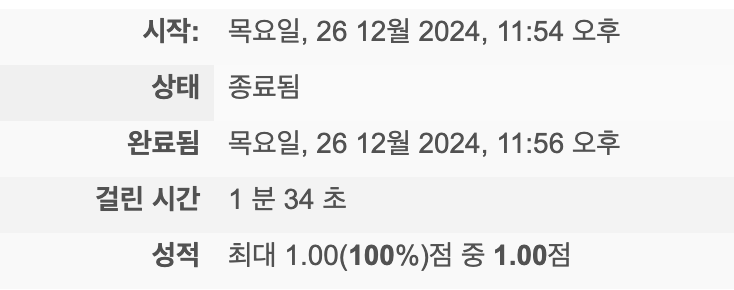 시작: 목요일, 26 12월 2024, 11:54 오후
상태 종료됨
완료됨 목요일, 26 12월 2024, 11:56 오후
걸린 시간 1 분 34 초
성적 최대 1.00(100%)점 중 1.00점